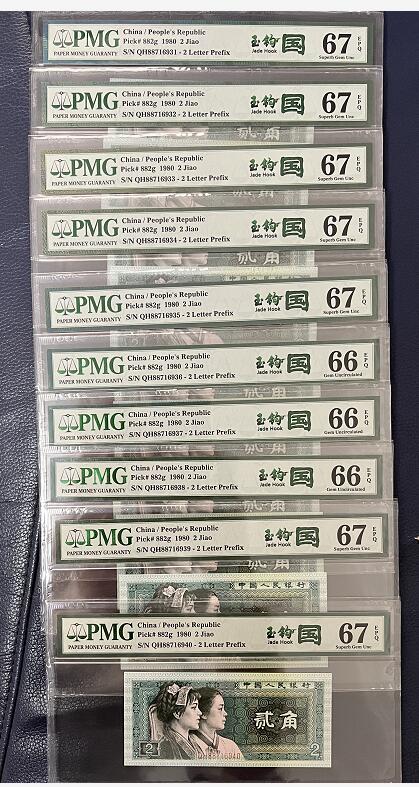 PMG
PAPER MONEY GUARANTY
China / People's Republic
Pick# 882g 1980 2 Jiao
S/N QH88716931 - 2 Letter Prefix
玉钩国
Jade Hook
67 EPQ
Superb Gem Unc
PMG
PAPER MONEY GUARANTY
China / People's Republic
Pick# 882g 1980 2 Jiao
S/N QH88716932 - 2 Letter Prefix
玉钩国
Jade Hook
67 EPQ
Superb Gem Unc
贰角
PMG
PAPER MONEY GUARANTY
China / People's Republic
Pick# 882g 1980 2 Jiao
S/N QH88716933 - 2 Letter Prefix
玉钩国
Jade Hook
67 EPQ
Superb Gem Unc
PMG
PAPER MONEY GUARANTY
China / People's Republic
Pick# 882g 1980 2 Jiao
S/N QH88716934 - 2 Letter Prefix
玉钩国
Jade Hook
67 EPQ
Superb Gem Unc
贰角
PMG
PAPER MONEY GUARANTY
China / People's Republic
Pick# 882g 1980 2 Jiao
S/N QH88716935 - 2 Letter Prefix
玉钩国
Jade Hook
67 EPQ
Superb Gem Unc
PMG
PAPER MONEY GUARANTY
China / People's Republic
Pick# 882g 1980 2 Jiao
S/N QH88716936 - 2 Letter Prefix
玉钩国
Jade Hook
66 EPQ
Gem Uncirculated
PMG
PAPER MONEY GUARANTY
China / People's Republic
Pick# 882g 1980 2 Jiao
S/N QH88716937 - 2 Letter Prefix
玉钩国
Jade Hook
66 EPQ
Gem Uncirculated
PMG
PAPER MONEY GUARANTY
China / People's Republic
Pick# 882g 1980 2 Jiao
S/N QH88716938 - 2 Letter Prefix
玉钩国
Jade Hook
66 EPQ
Gem Uncirculated
PMG
PAPER MONEY GUARANTY
China / People's Republic
Pick# 882g 1980 2 Jiao
S/N QH88716939 - 2 Letter Prefix
玉钩国
Jade Hook
67 EPQ
Superb Gem Unc
贰角
中国人民银行
PMG
PAPER MONEY GUARANTY
China / People's Republic
Pick# 882g 1980 2 Jiao
S/N QH88716940 - 2 Letter Prefix
玉钩国
Jade Hook
67 EPQ
Superb Gem Unc
中国人民银行
贰角
2
QH88716940
2